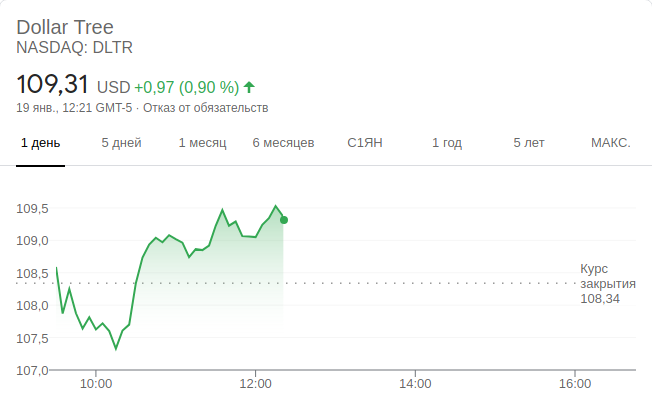 Dollar Tree
NASDAQ: DLTR
109,31 USD +0,97 (0,90 %)
19 янв., 12:21 GMT-5 · Отказ от обязательств
1 день 5 дней 1 месяц 6 месяцев С1ЯН 1 год 5 лет МАКС.
109,5
109,0
108,5
108,0
107,5
107,0
Курс
закрытия
108,34
10:00 12:00 14:00 16:00